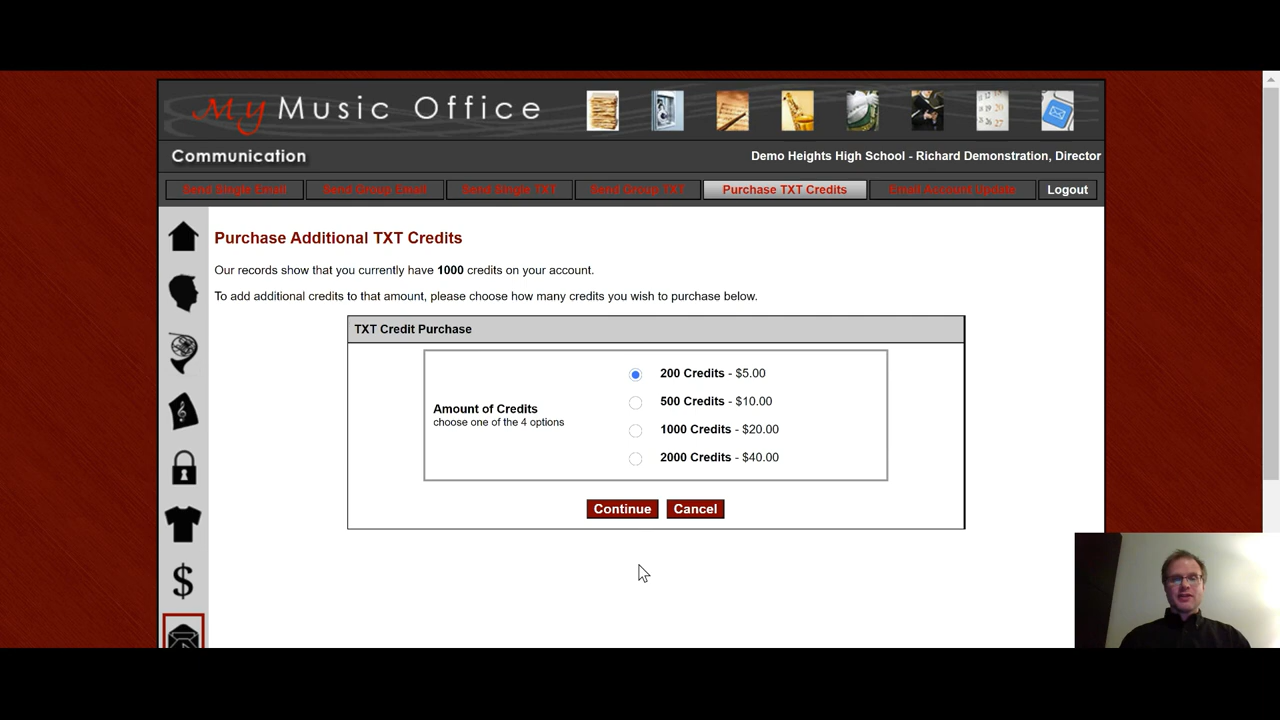 My Music Office
Communication
Demo Heights High School - Richard Demonstration, Director
Send Single Email Send Group Email Send Single TXT Send Group TXT Purchase TXT Credits Email Account Update Logout
Purchase Additional TXT Credits
Our records show that you currently have 1000 credits on your account.
To add additional credits to that amount, please choose how many credits you wish to purchase below.
TXT Credit Purchase
Amount of Credits
choose one of the 4 options
200 Credits - $5.00
500 Credits - $10.00
1000 Credits - $20.00
2000 Credits - $40.00
Continue Cancel